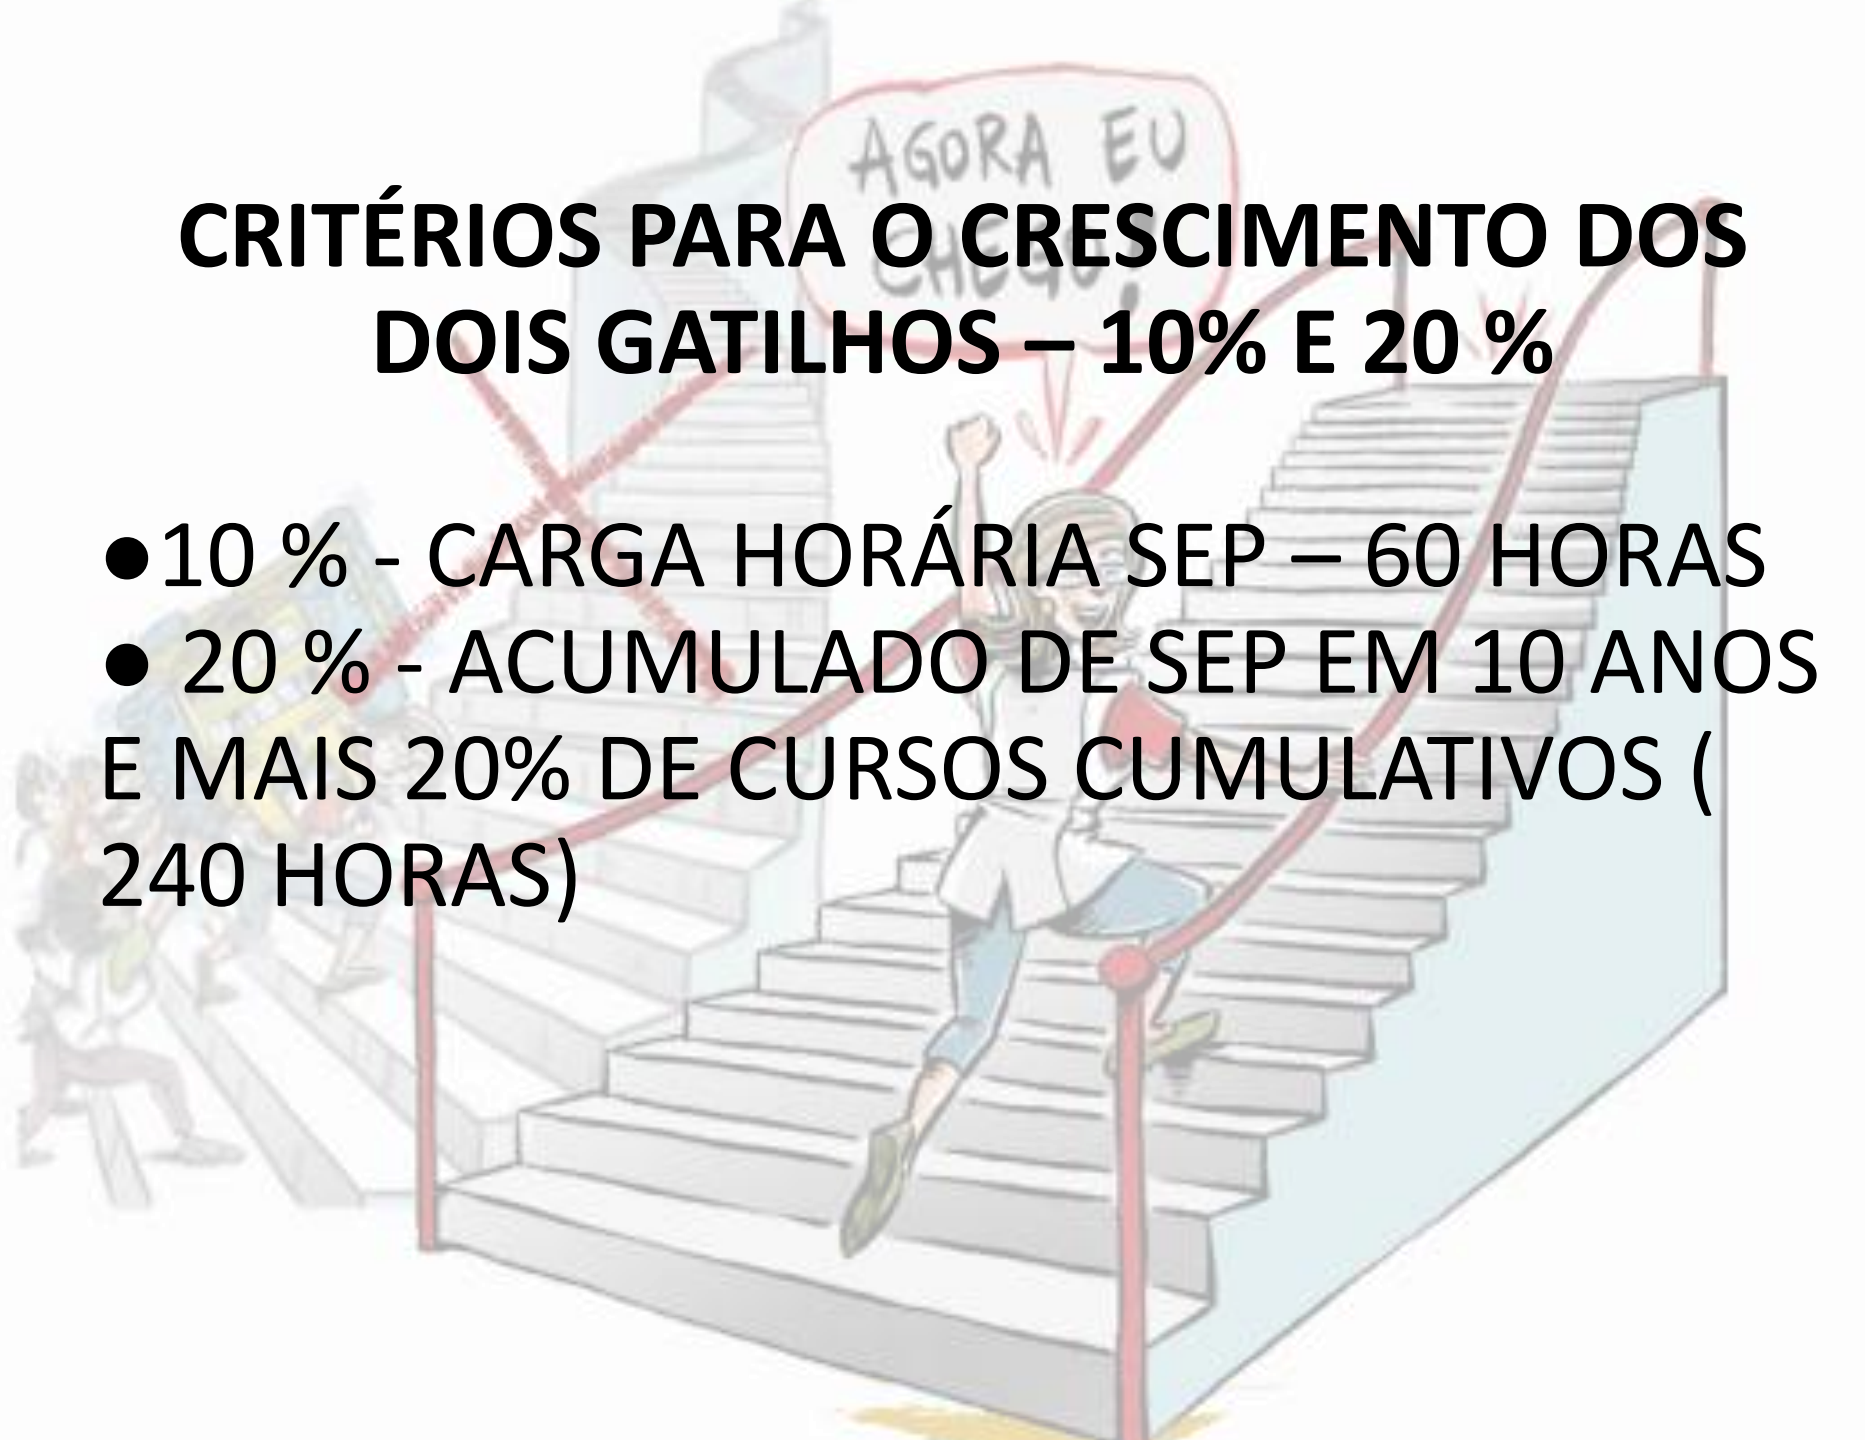 AGORA EU
CHEGO!
CRITÉRIOS PARA O CRESCIMENTO DOS
DOIS GATILHOS – 10% E 20 %
●10 % - CARGA HORÁRIA SEP – 60 HORAS
● 20 % - ACUMULADO DE SEP EM 10 ANOS
E MAIS 20% DE CURSOS CUMULATIVOS (
240 HORAS)